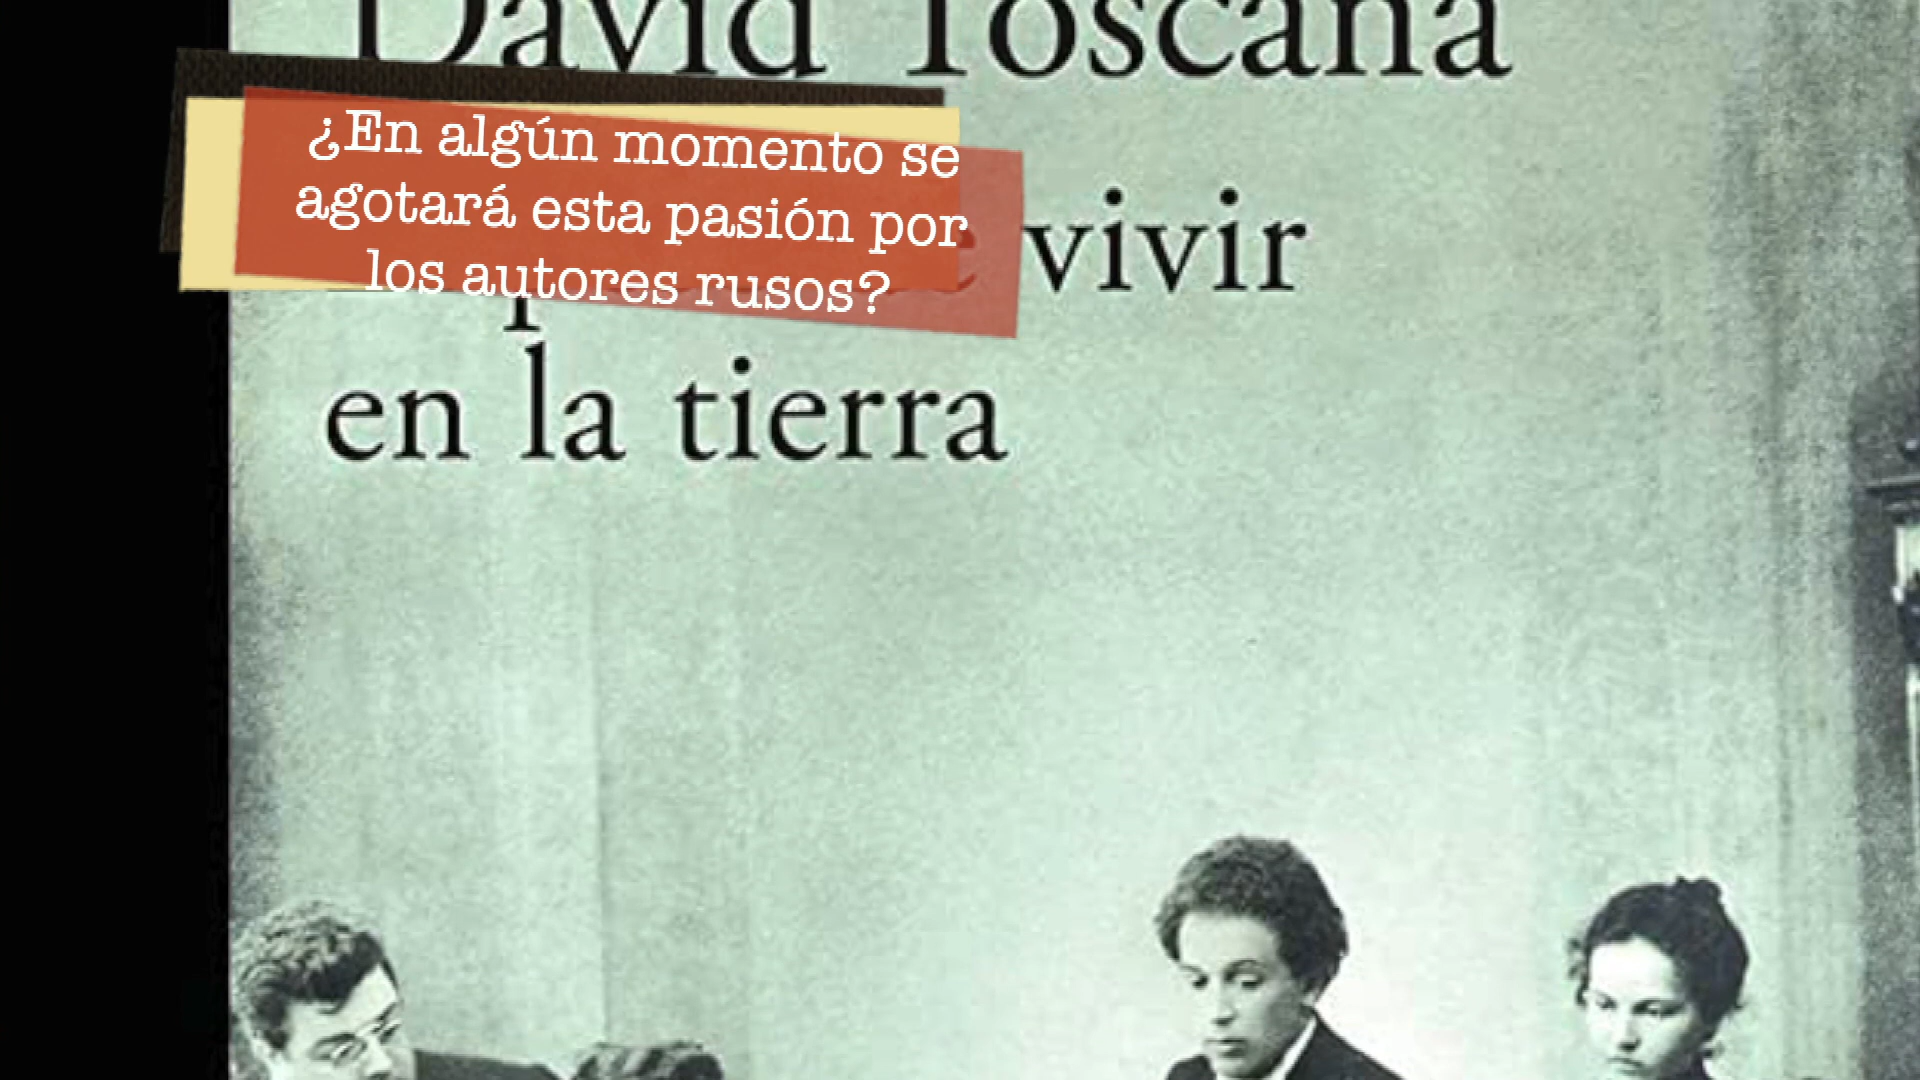 David Toscana
¿En algún momento se
agotará esta pasión por
los autores rusos?
vivir
en la tierra